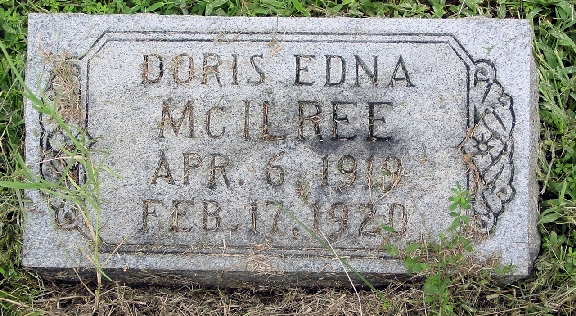 DORIS EDNA
MCILREE
APR. 6, 1919
FEB. 17, 1920